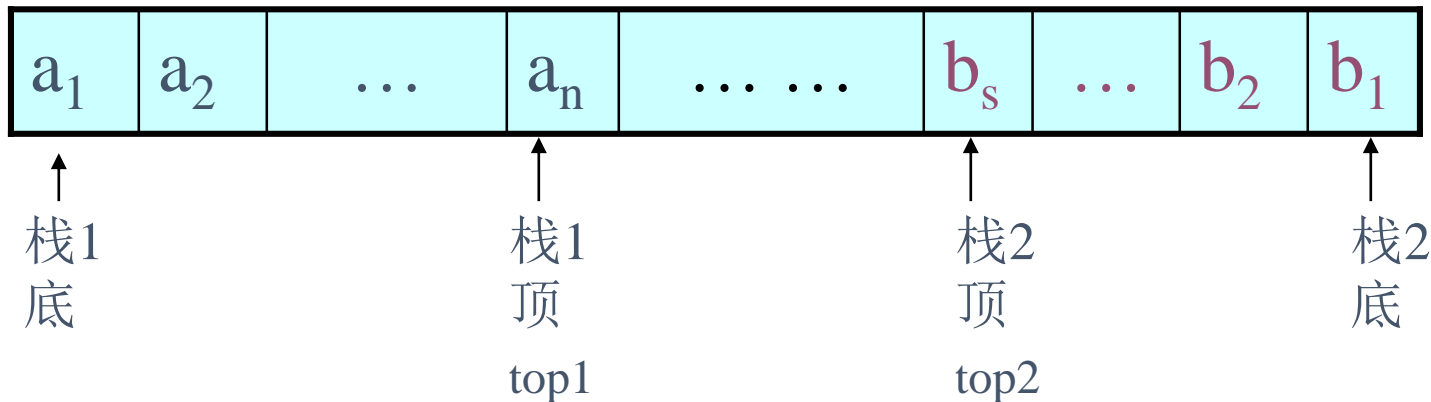 a₁ a₂ … aₙ … … bₛ … b₂ b₁
栈1 栈1 栈2 栈2
底 顶 顶 底
top1 top2